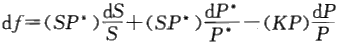 df=(SP*) dS/S + (SP*) dP*/P* − (KP) dP/P